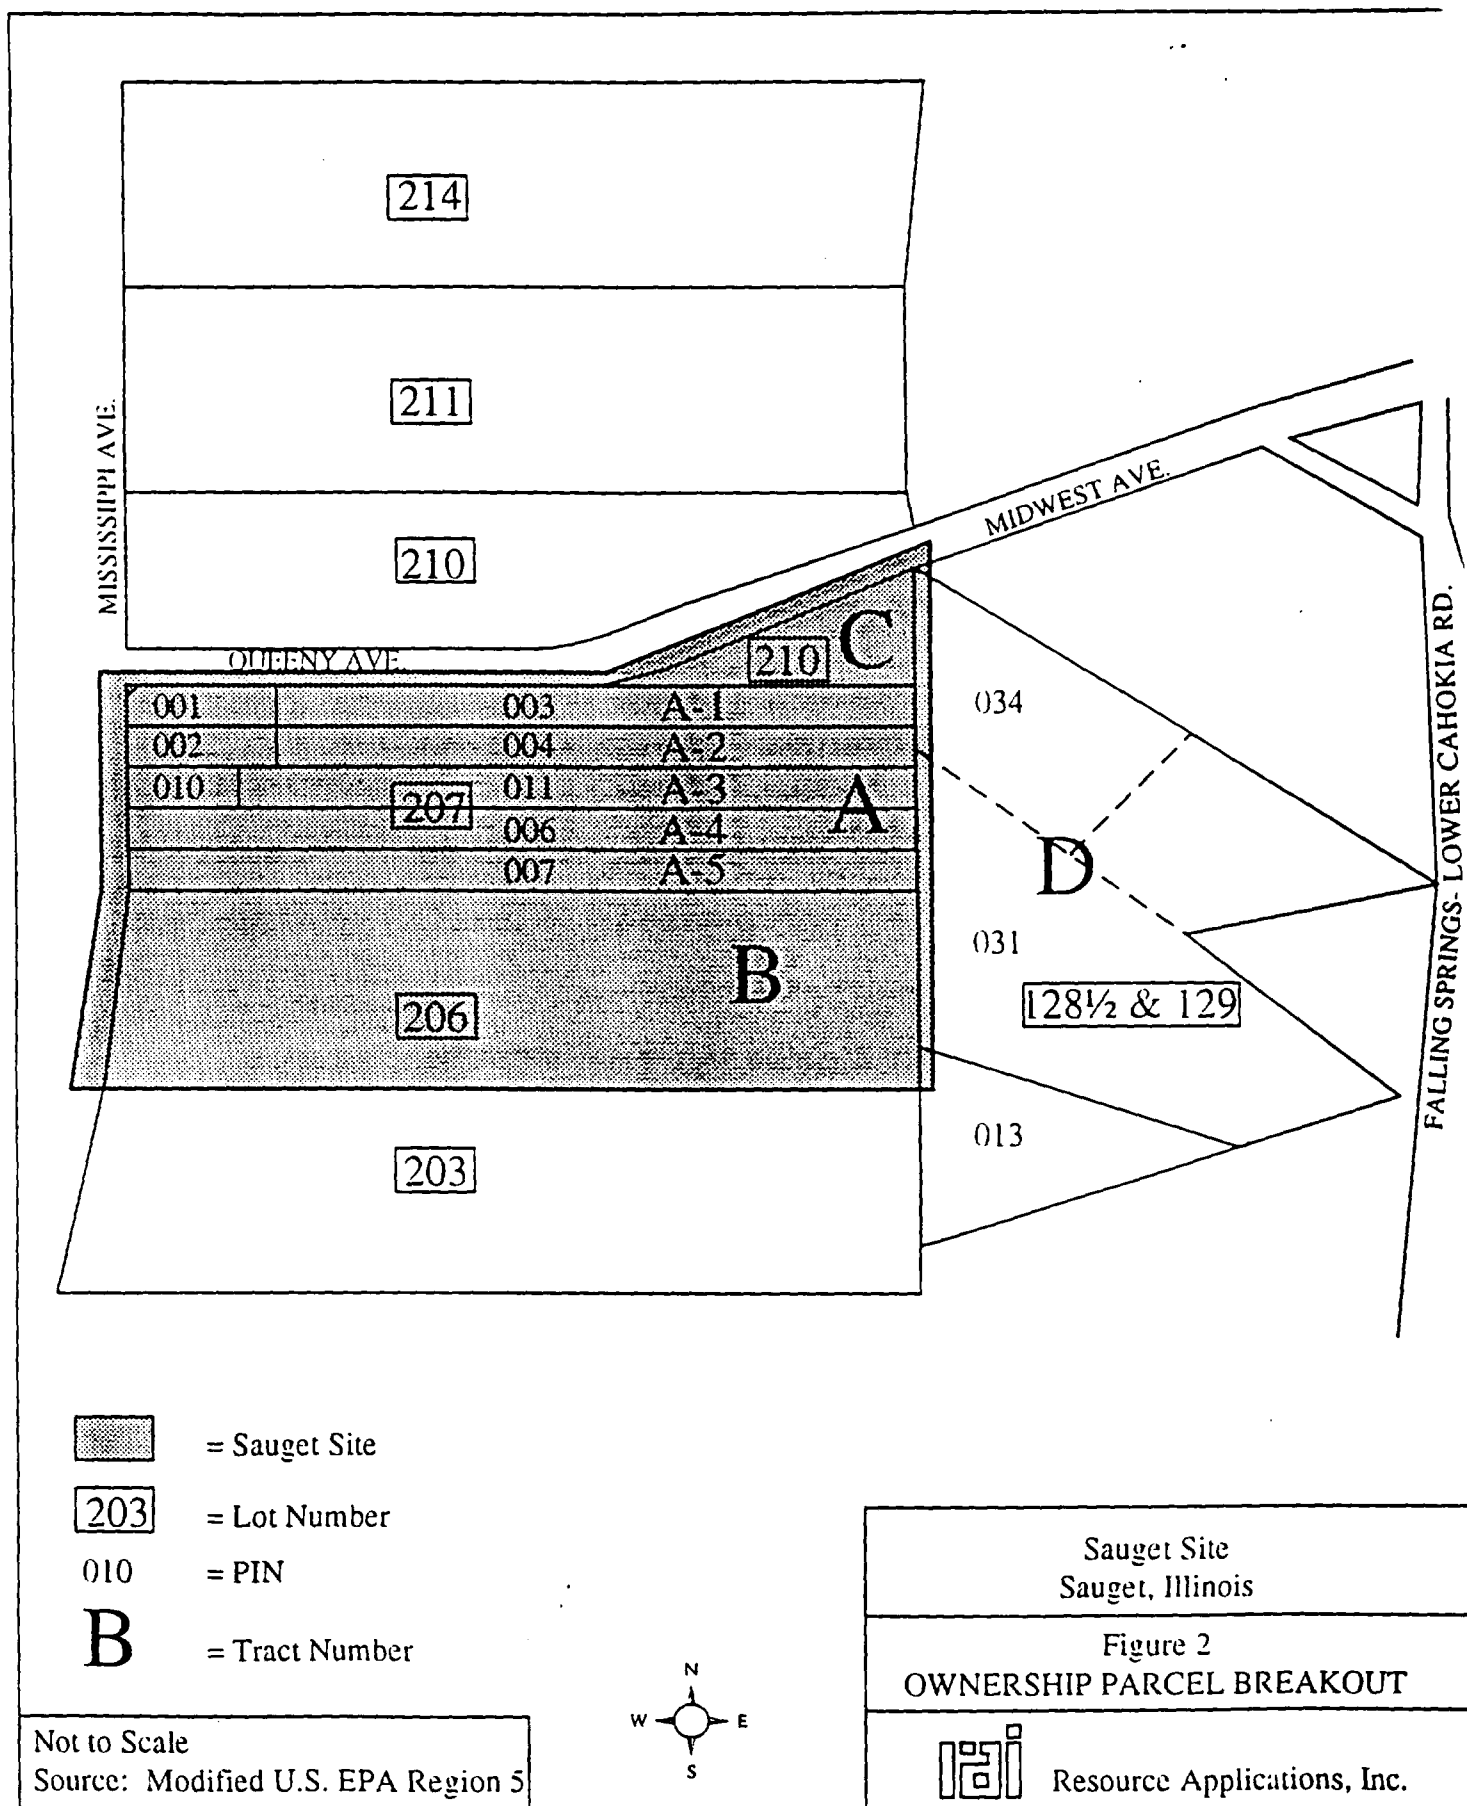 214
211
MISSISSIPPI AVE.
MIDWEST AVE.
210
QUEENY AVE.
C
210
001 003 A-1
002 004 A-2
010 011 A-3
207
A
006 A-4
007 A-5
034
D
B
031
206
128½ & 129
FALLING SPRINGS- LOWER CAHOKIA RD.
013
203
= Sauget Site
203 = Lot Number
010 = PIN
B = Tract Number
N
W E
S
Not to Scale
Source: Modified U.S. EPA Region 5
Sauget Site
Sauget, Illinois
Figure 2
OWNERSHIP PARCEL BREAKOUT
rai Resource Applications, Inc.